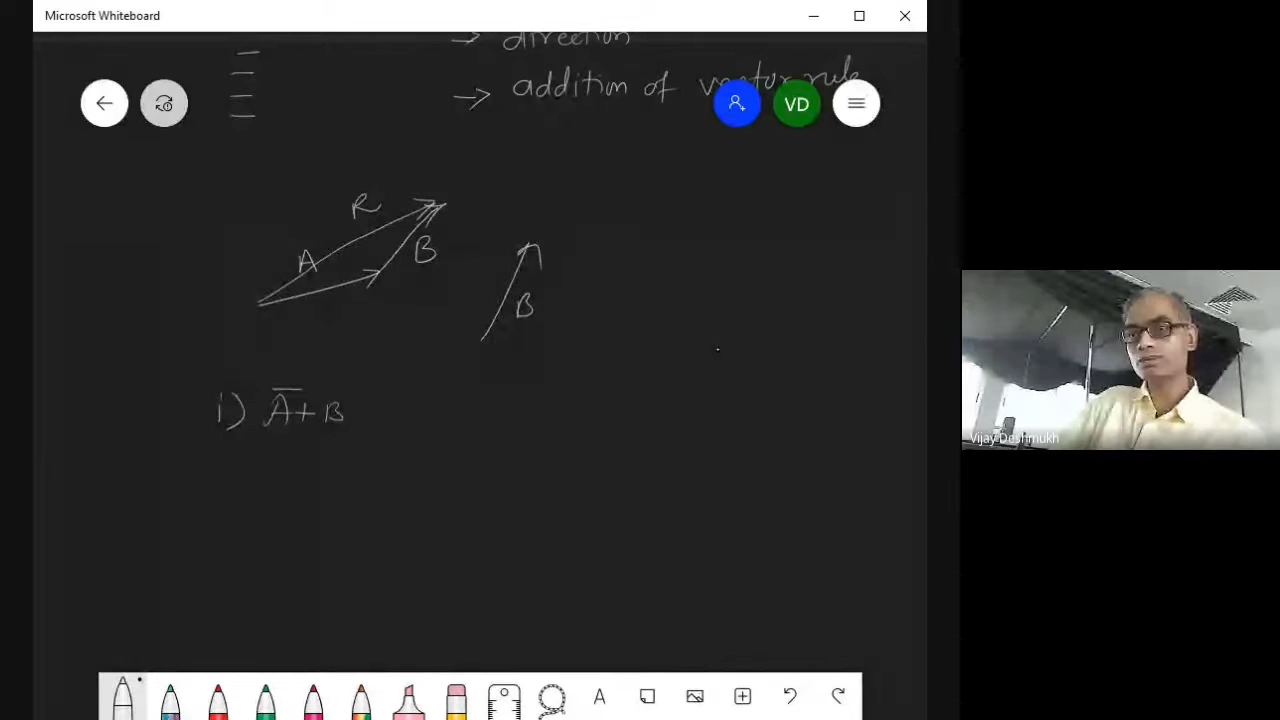 Microsoft Whiteboard
→ direction
→ addition of vector rule
VD
R
A
B
B
i) A̅+B
Vijay Deshmukh
A